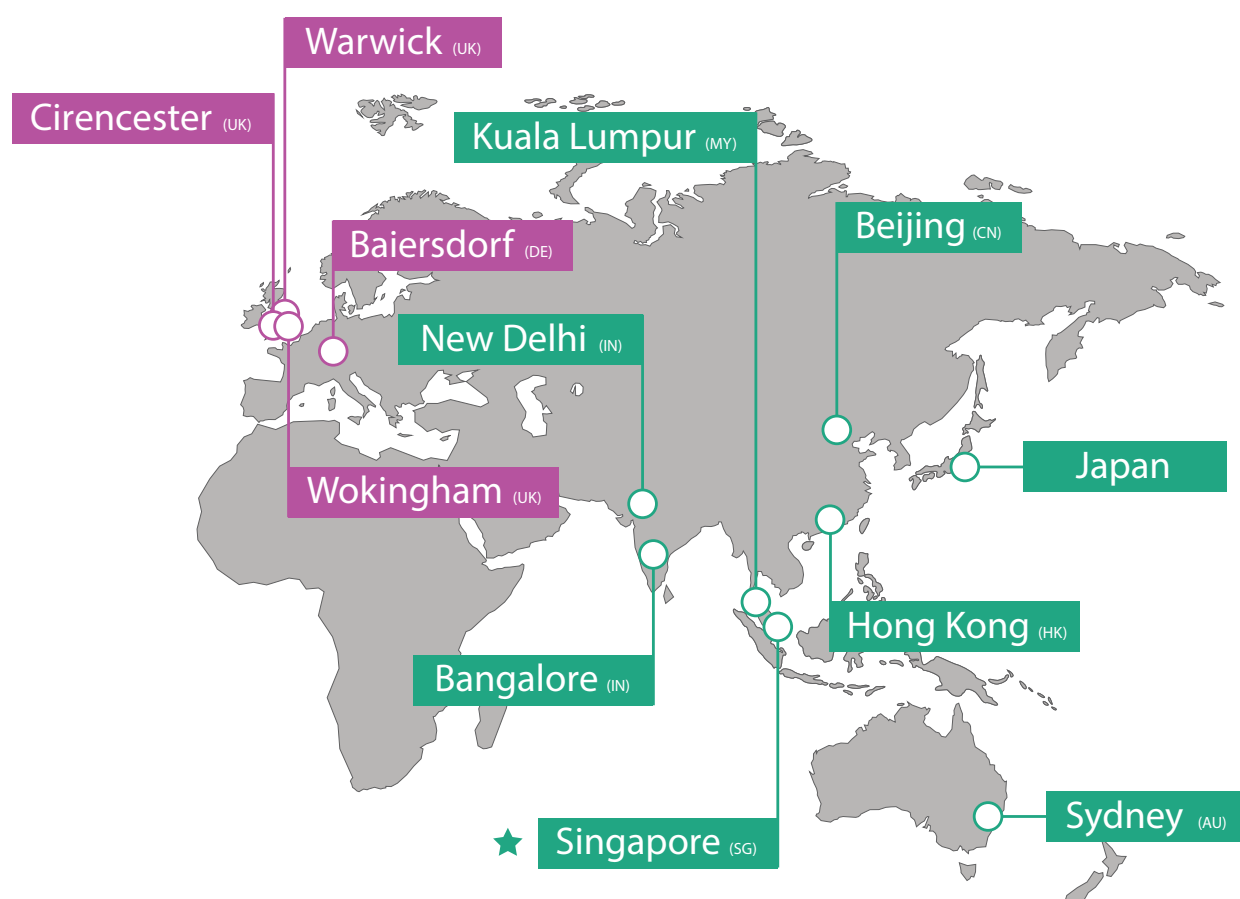 Warwick (UK)
Cirencester (UK)
Kuala Lumpur (MY)
Beijing (CN)
Baiersdorf (DE)
New Delhi (IN)
Japan
Wokingham (UK)
Hong Kong (HK)
Bangalore (IN)
Sydney (AU)
Singapore (SG)